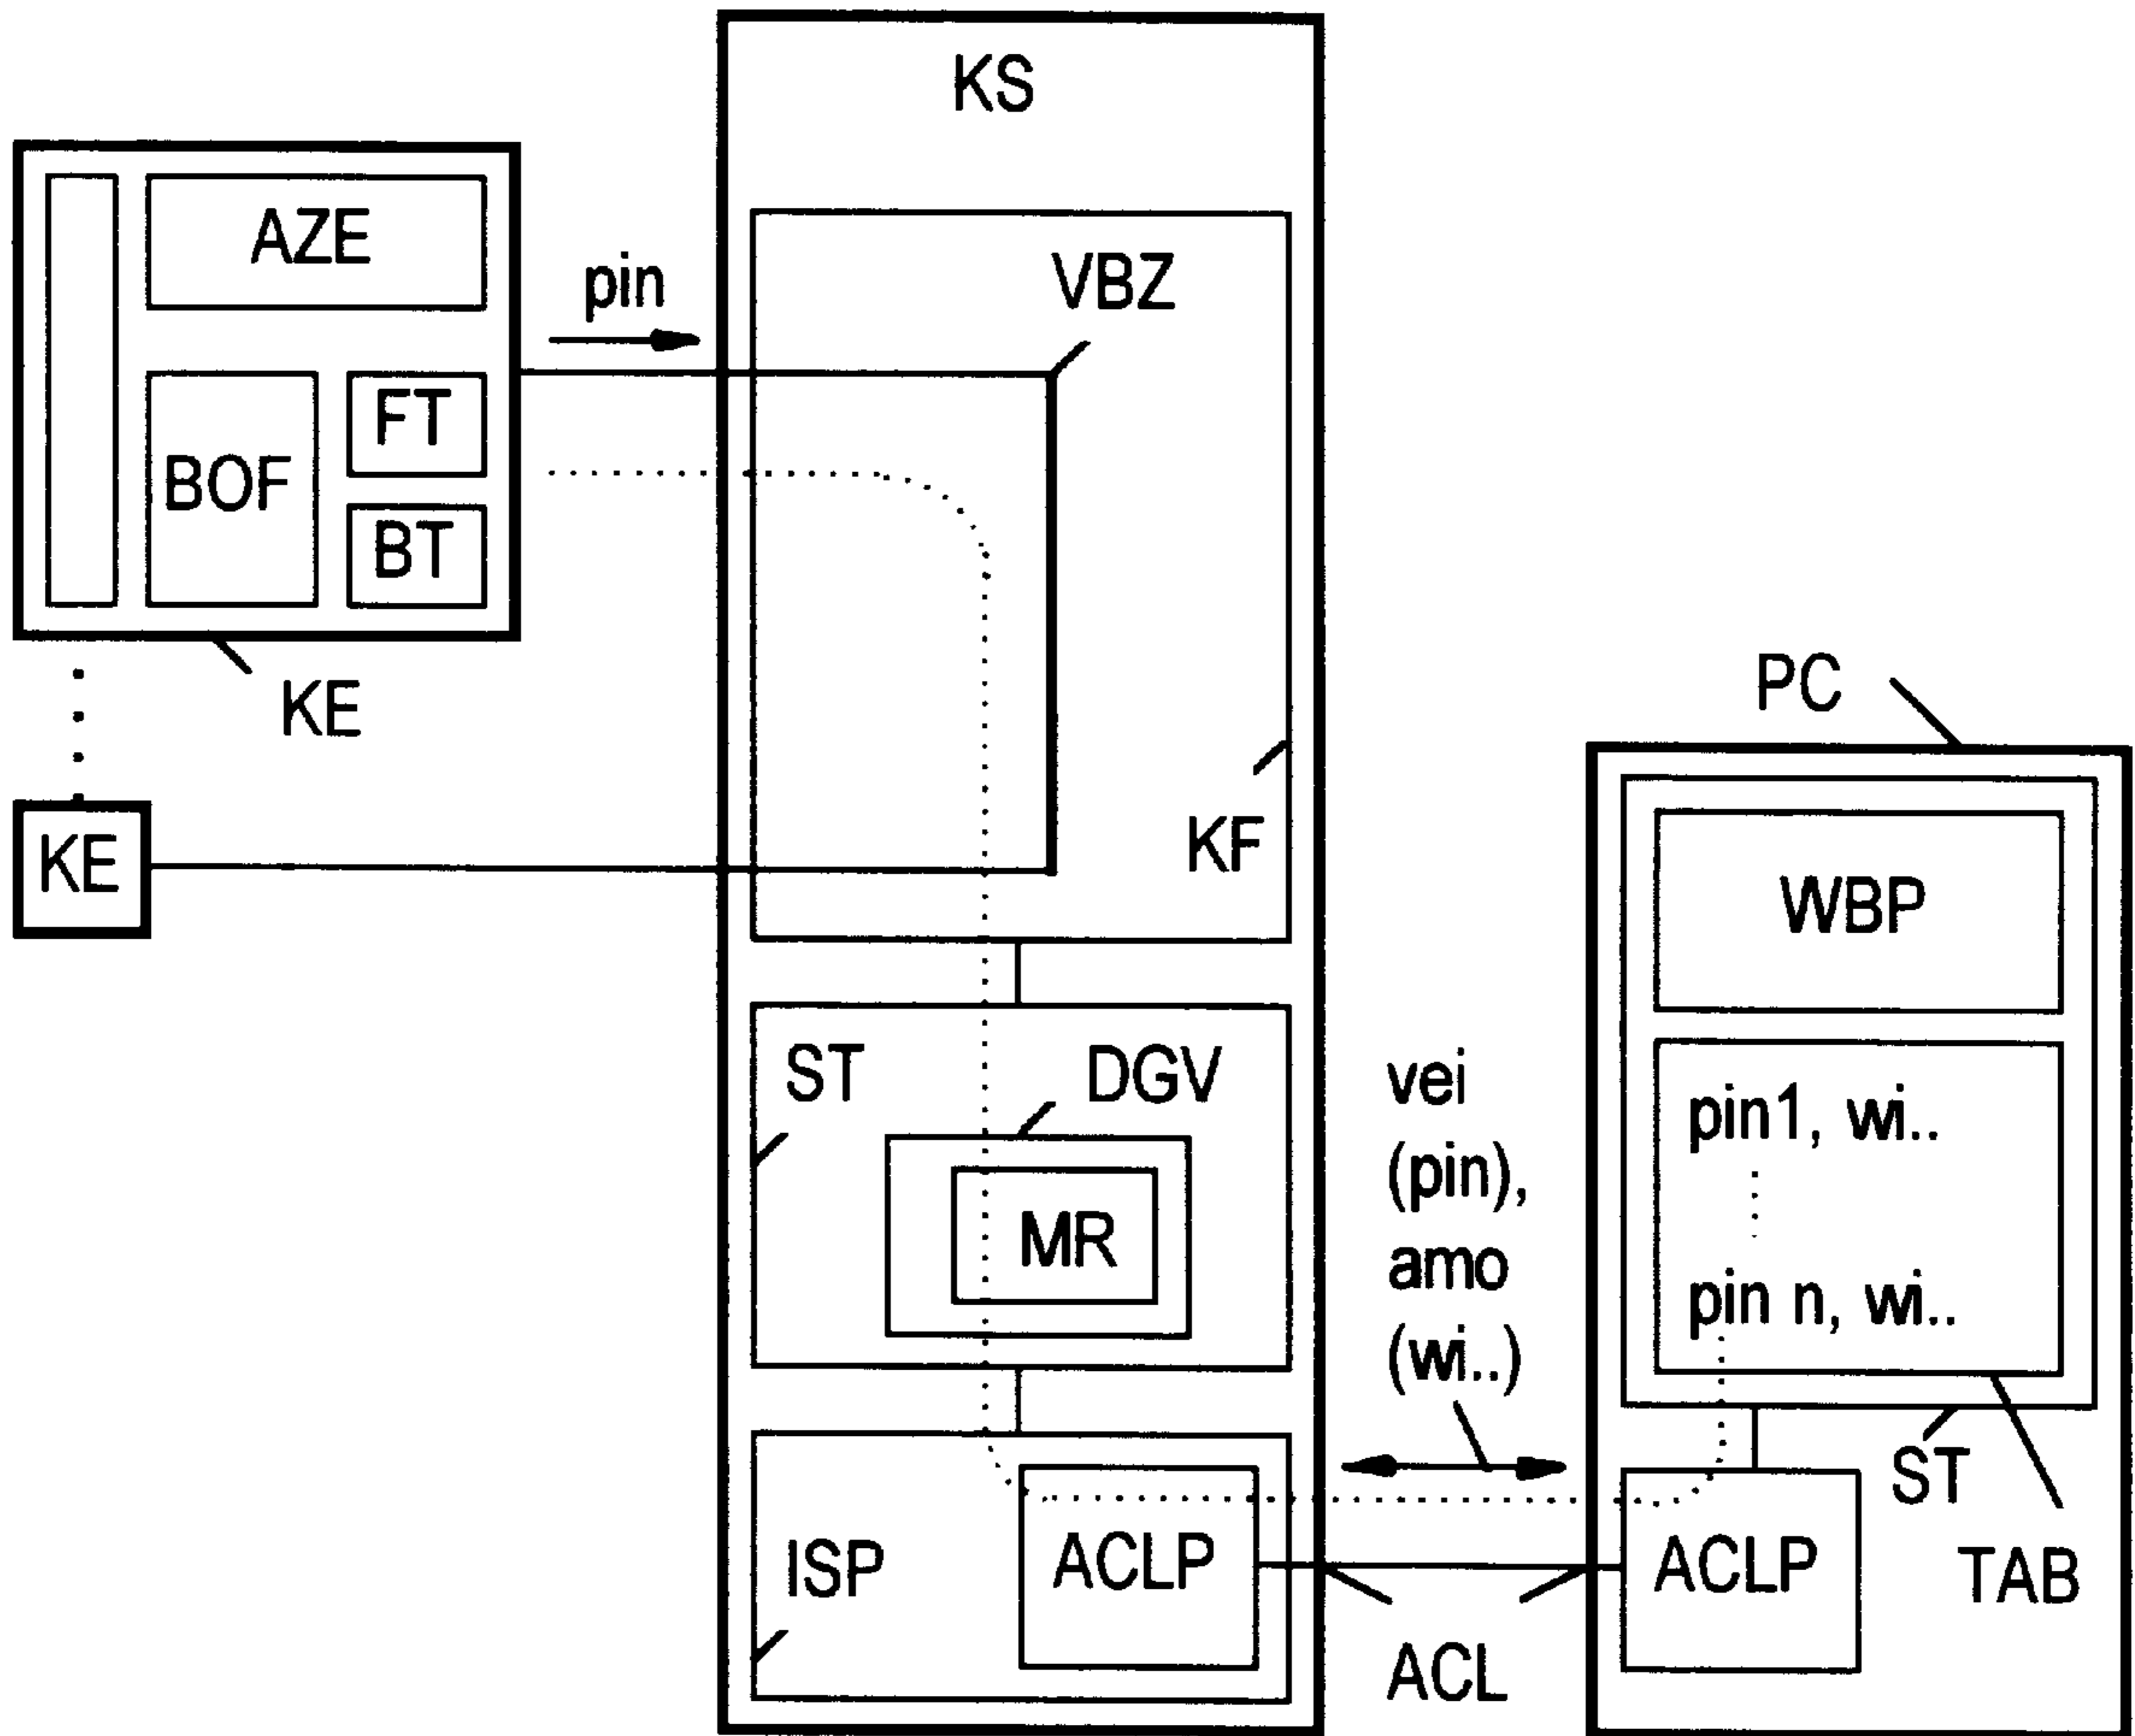 KS
AZE
pin
VBZ
FT
BOF
BT
KE
PC
KE
KF
WBP
ST
DGV
vei
(pin),
amo
(wi..)
pin1, wi..
MR
pin n, wi..
ST
ISP
ACLP
ACLP
TAB
ACL